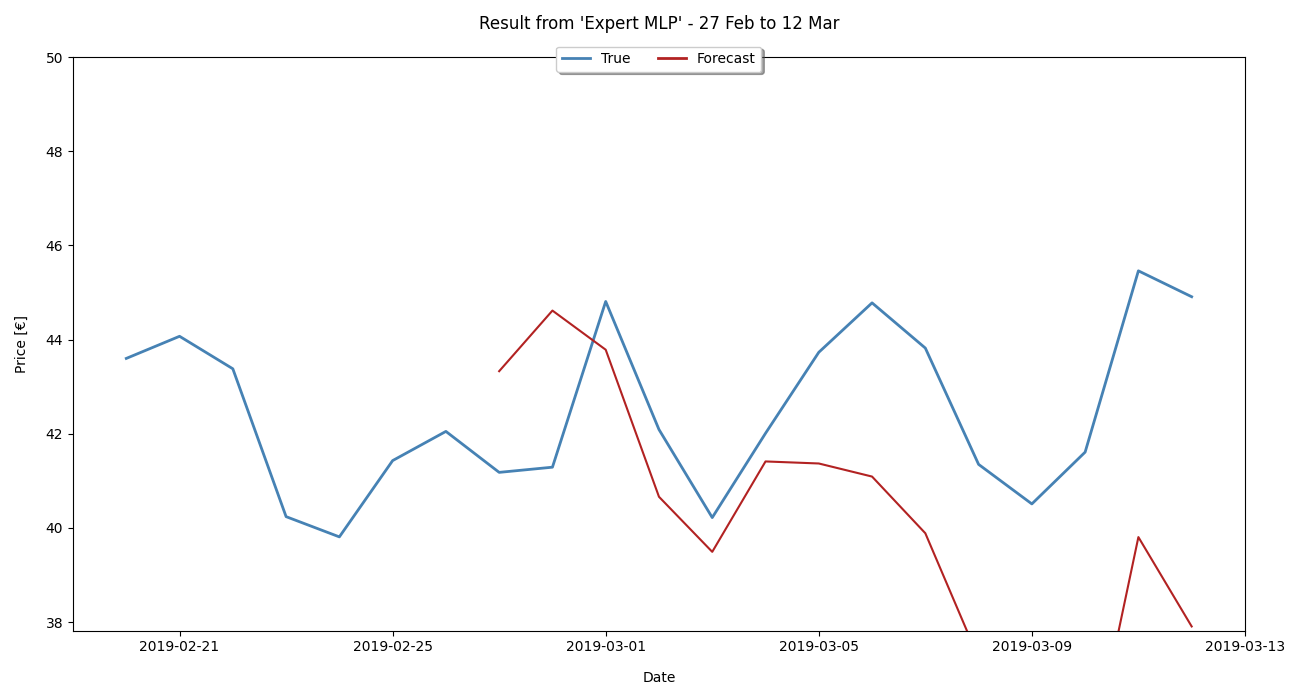 Result from 'Expert MLP' - 27 Feb to 12 Mar
True Forecast
50
48
46
44
42
40
38
Price [€]
2019-02-21 2019-02-25 2019-03-01 2019-03-05 2019-03-09 2019-03-13
Date